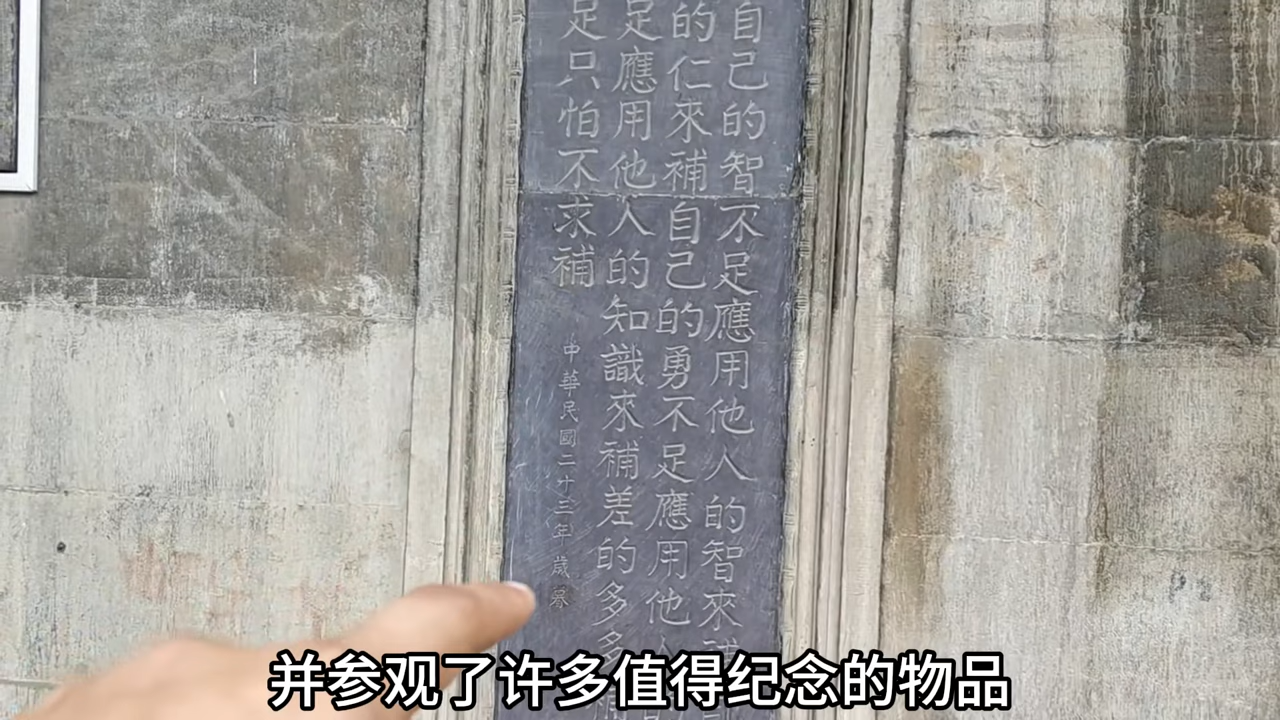 自己的智不足應用他人的智來
的仁來補自己的勇不足應用他
足應用他人的知識來補差的多多
足只怕不求補
中華民國二十三年歲暮
并参观了许多值得纪念的物品